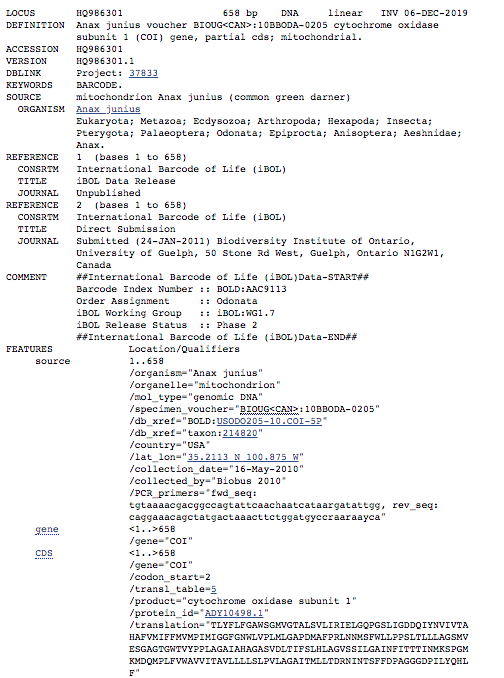 LOCUS HQ986301 658 bp DNA linear INV 06-DEC-2019
DEFINITION Anax junius voucher BIOUG<CAN>:10BBODA-0205 cytochrome oxidase
subunit 1 (COI) gene, partial cds; mitochondrial.
ACCESSION HQ986301
VERSION HQ986301.1
DBLINK Project: 37833
KEYWORDS BARCODE.
SOURCE mitochondrion Anax junius (common green darner)
ORGANISM Anax junius
Eukaryota; Metazoa; Ecdysozoa; Arthropoda; Hexapoda; Insecta;
Pterygota; Palaeoptera; Odonata; Epiprocta; Anisoptera; Aeshnidae;
Anax.
REFERENCE 1 (bases 1 to 658)
CONSRTM International Barcode of Life (iBOL)
TITLE iBOL Data Release
JOURNAL Unpublished
REFERENCE 2 (bases 1 to 658)
CONSRTM International Barcode of Life (iBOL)
TITLE Direct Submission
JOURNAL Submitted (24-JAN-2011) Biodiversity Institute of Ontario,
University of Guelph, 50 Stone Rd West, Guelph, Ontario N1G2W1,
Canada
COMMENT ##International Barcode of Life (iBOL)Data-START##
Barcode Index Number :: BOLD:AAC9113
Order Assignment :: Odonata
iBOL Working Group :: iBOL:WG1.7
iBOL Release Status :: Phase 2
##International Barcode of Life (iBOL)Data-END##
FEATURES Location/Qualifiers
source 1..658
/organism="Anax junius"
/organelle="mitochondrion"
/mol_type="genomic DNA"
/specimen_voucher="BIOUG<CAN>:10BBODA-0205"
/db_xref="BOLD:USODO205-10.COI-5P"
/db_xref="taxon:214820"
/country="USA"
/lat_lon="35.2113 N 100.875 W"
/collection_date="16-May-2010"
/collected_by="Biobus 2010"
/PCR_primers="fwd_seq:
tgtaaaacgacggccagtattcaachaatcataargatattgg, rev_seq:
caggaaacagctatgactaaacttctggatgyccraaraayca"
gene <1..>658
/gene="COI"
CDS <1..>658
/gene="COI"
/codon_start=2
/transl_table=5
/product="cytochrome oxidase subunit 1"
/protein_id="ADY10498.1"
/translation="TLYFLFGAWSGMVGTALSVLIRIELGQPGSLIGDDQIYNVIVTA
HAFVMIFFMVMPIMIGGFGNWLVPLMLGAPDMAFPRLNNMSFWLLPPSLTLLLAGSMV
ESGAGTGWTVYPPLAGAIAHAGASVDLTIFSLHLAGVSSILGAINFITTTINMKSPGM
KMDQMPLFVWAVVITAVLLLLSLPVLAGAITMLLTDRNINTSFFDPAGGGDPILYQHL
F"